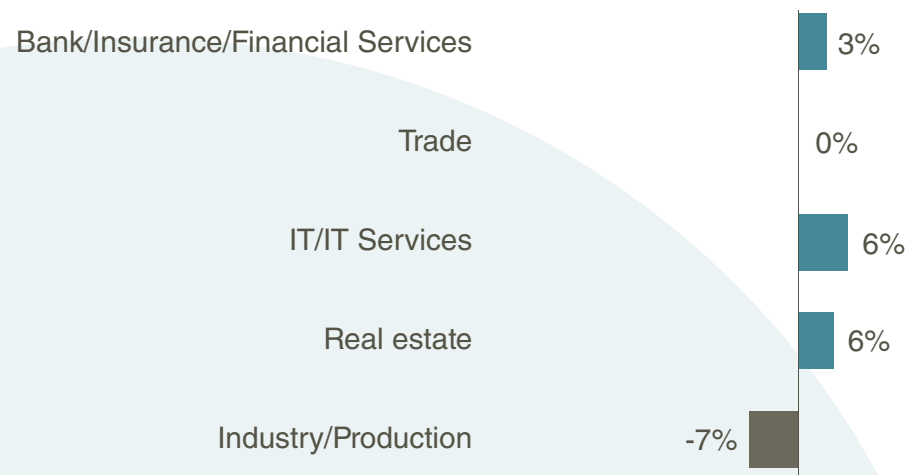 Bank/Insurance/Financial Services 3%
Trade 0%
IT/IT Services 6%
Real estate 6%
Industry/Production -7%